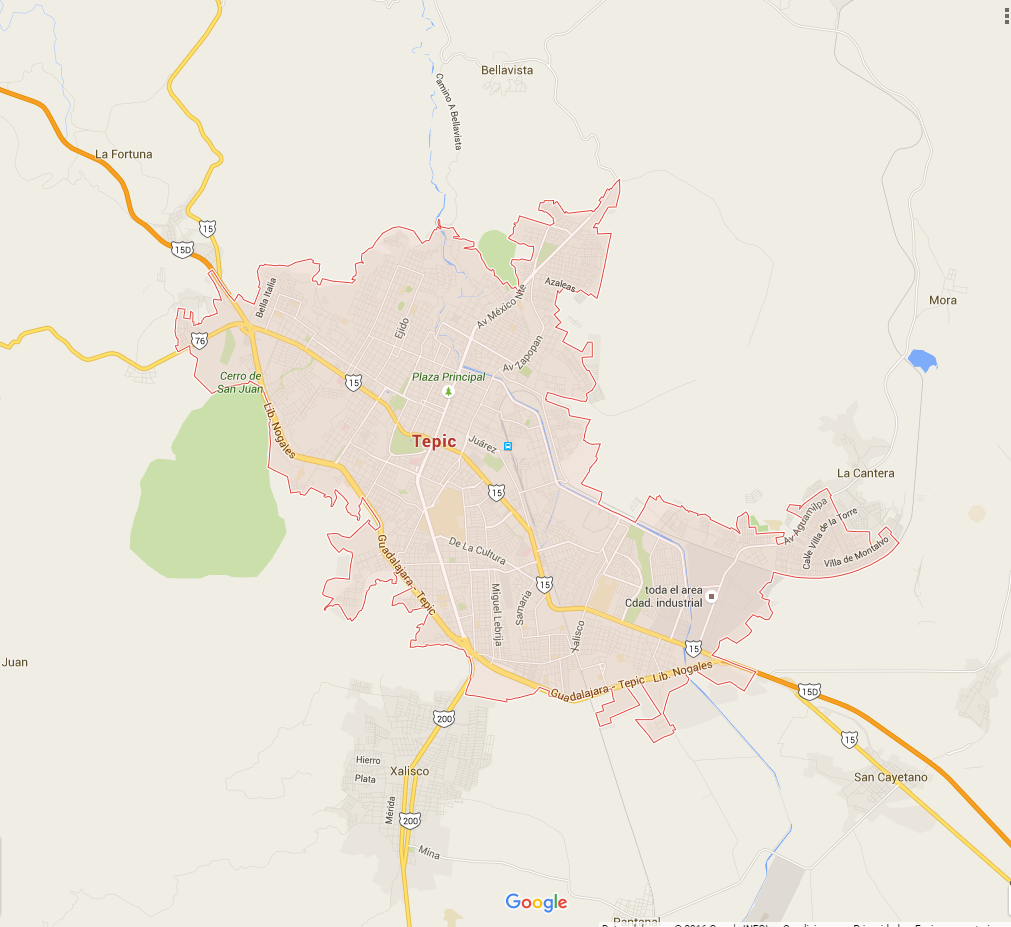 Bellavista
Camino A Bellavista
La Fortuna
15
15D
Azaleas
Bella Italia
Av México Nte
Mora
Ejido
76
Av Zapopan
Cerro de
San Juan
15
Plaza Principal
Lib. Nogales
Tepic
Juárez
La Cantera
15
Av Aguamilpa
Calle Villa de la Torre
Villa de Montalvo
Guadalajara - Tepic
De La Cultura
15
toda el area
Cdad. industrial
Miguel Lebrija
Samaria
Xalisco
15
Juan
Guadalajara - Tepic
Lib. Nogales
15D
200
15
Hierro
Xalisco
Plata
San Cayetano
Mérida
200
Mina
Google
Pantanal